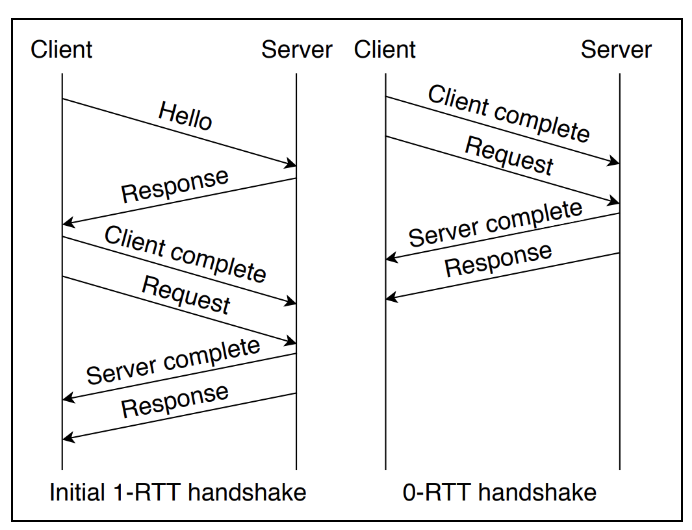 Client
Server
Hello
Response
Client complete
Request
Server complete
Response
Initial 1-RTT handshake
Client
Server
Client complete
Request
Server complete
Response
0-RTT handshake